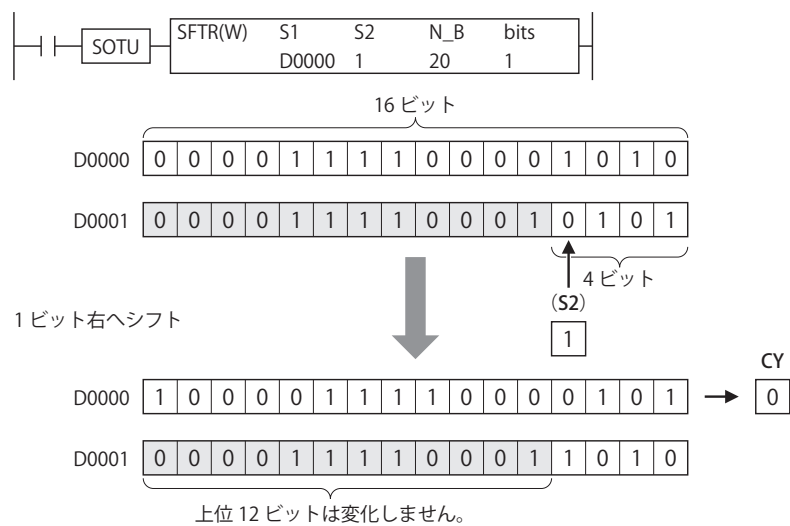 SFTR(W) S1 S2 N_B bits
SOTU
D0000 1 20 1
16 ビット
D0000 0 0 0 0 1 1 1 1 0 0 0 0 1 0 1 0
D0001 0 0 0 0 1 1 1 1 0 0 0 1 0 1 0 1
4 ビット
(S2)
1 ビット右へシフト
1
CY
D0000 1 0 0 0 0 1 1 1 1 0 0 0 0 1 0 1 0
D0001 0 0 0 0 1 1 1 1 0 0 0 1 1 0 1 0
上位 12 ビットは変化しません。